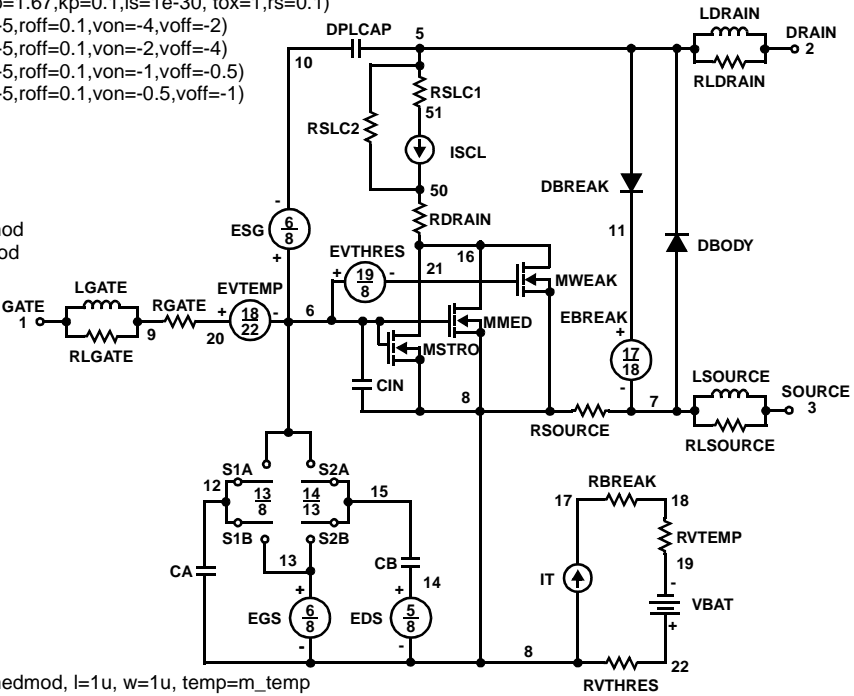 o=1.67,kp=0.1,is=1e-30, tox=1,rs=0.1)
-5,roff=0.1,von=-4,voff=-2)
-5,roff=0.1,von=-2,voff=-4)
-5,roff=0.1,von=-1,voff=-0.5)
-5,roff=0.1,von=-0.5,voff=-1)
LDRAIN
DPLCAP 5 DRAIN
10 2
RLDRAIN
RSLC1
51
RSLC2
ISCL
50
DBREAK
od
od
ESG 6 8
- +
RDRAIN
11
DBODY
EVTHRES
+ 19 8 -
21
16
MWEAK
LGATE
GATE
1
RLGATE
9
RGATE
20
EVTEMP
+ 18 22 -
6
MMED
EBREAK
+ 17 18 -
MSTRO
CIN
8
LSOURCE
SOURCE
7 3
RSOURCE
RLSOURCE
S1A S2A
12 13 8 14 13 15
S1B S2B
13
CA
CB
14
+ +
EGS 6 8 EDS 5 8
- -
RBREAK
17 18
RVTEMP
19
IT
- VBAT +
8
22
RVTHRES
nedmod, l=1u, w=1u, temp=m_temp